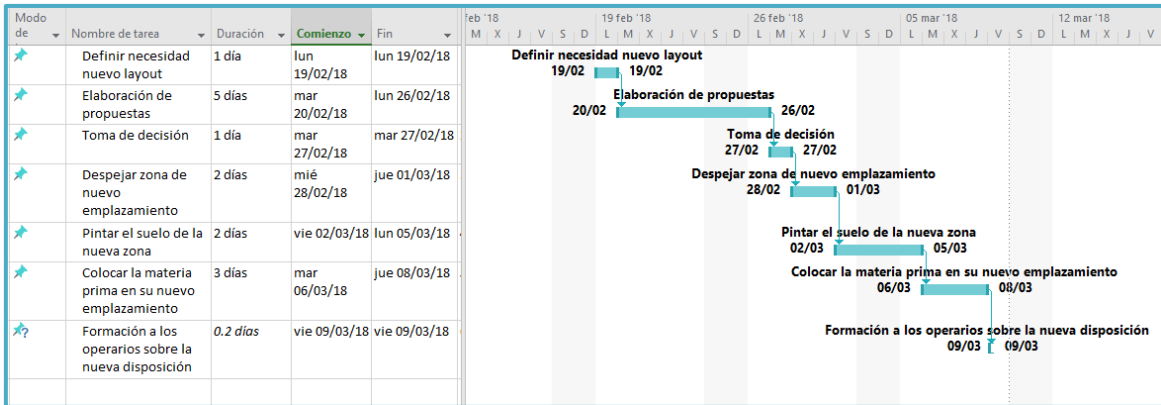 Modo de Nombre de tarea Duración Comienzo Fin
Definir necesidad nuevo layout 1 día lun 19/02/18 lun 19/02/18
Elaboración de propuestas 5 días mar 20/02/18 lun 26/02/18
Toma de decisión 1 día mar 27/02/18 mar 27/02/18
Despejar zona de nuevo emplazamiento 2 días mié 28/02/18 jue 01/03/18
Pintar el suelo de la nueva zona 2 días vie 02/03/18 lun 05/03/18
Colocar la materia prima en su nuevo emplazamiento 3 días mar 06/03/18 jue 08/03/18
Formación a los operarios sobre la nueva disposición 0.2 días vie 09/03/18 vie 09/03/18
feb '18 19 feb '18 26 feb '18 05 mar '18 12 mar '18
M X J V S D L M X J V S D L M X J V S D L M X J V S D L M X J V
Definir necesidad nuevo layout
19/02 19/02
Elaboración de propuestas
20/02 26/02
Toma de decisión
27/02 27/02
Despejar zona de nuevo emplazamiento
28/02 01/03
Pintar el suelo de la nueva zona
02/03 05/03
Colocar la materia prima en su nuevo emplazamiento
06/03 08/03
Formación a los operarios sobre la nueva disposición
09/03 09/03